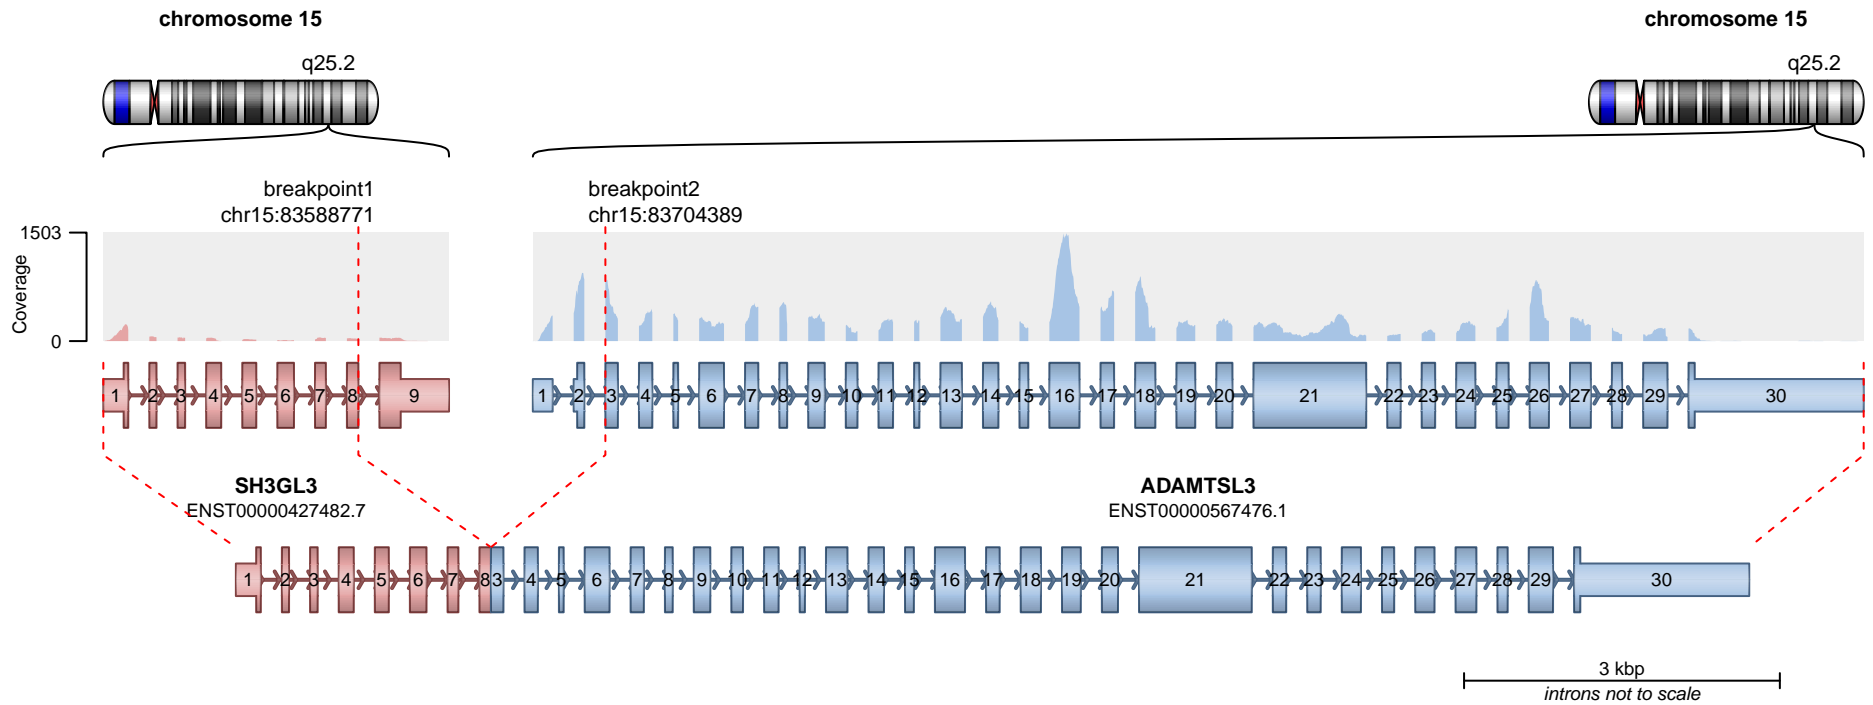 chromosome 15
chromosome 15
q25.2
q25.2
breakpoint1
chr15:83588771
breakpoint2
chr15:83704389
1503
Coverage
0
1 2 3 4 5 6 7 8 9
1 2 3 4 5 6 7 8 9 10 11 12 13 14 15 16 17 18 19 20 21 22 23 24 25 26 27 28 29 30
SH3GL3
ENST00000427482.7
ADAMTSL3
ENST00000567476.1
1 2 3 4 5 6 7 8 3 4 5 6 7 8 9 10 11 12 13 14 15 16 17 18 19 20 21 22 23 24 25 26 27 28 29 30
3 kbp
introns not to scale